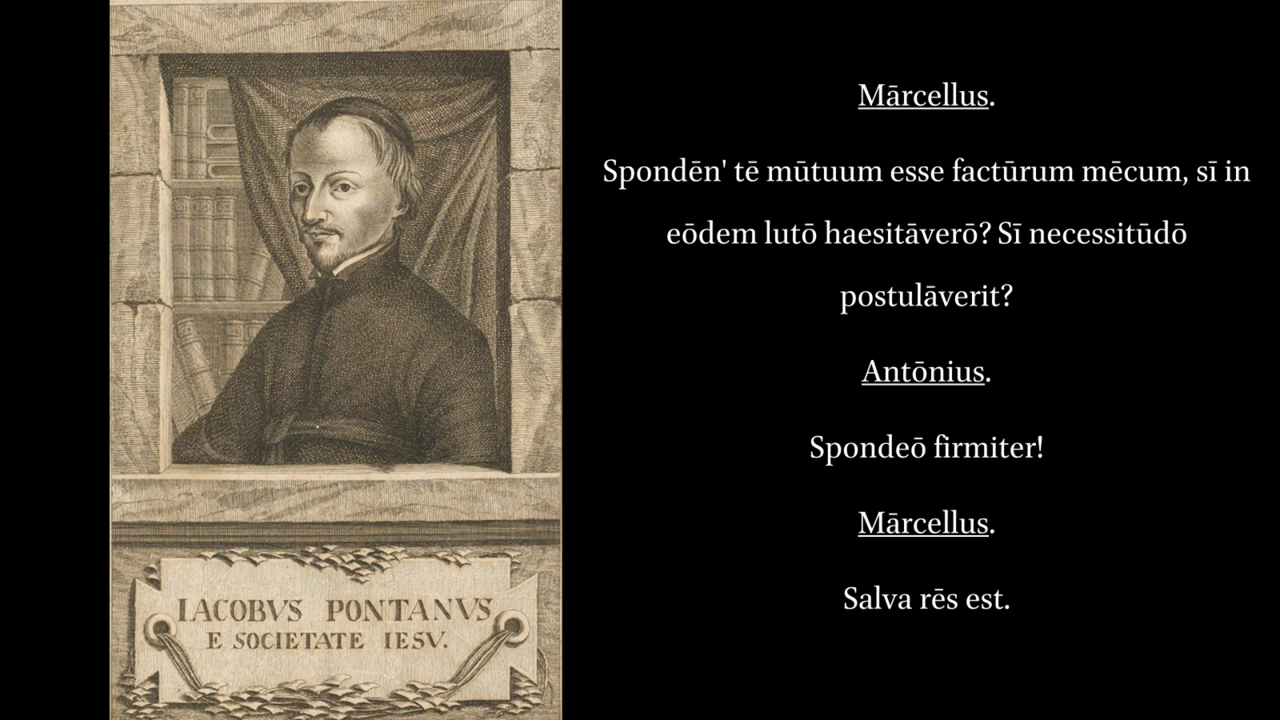 Mārcellus.
Spondēn' tē mūtuum esse factūrum mēcum, sī in
eōdem lutō haesitāverō? Sī necessitūdō
postulāverit?
Antōnius.
Spondeō firmiter!
Mārcellus.
Salva rēs est.
IACOBVS PONTANVS
E SOCIETATE IESV.